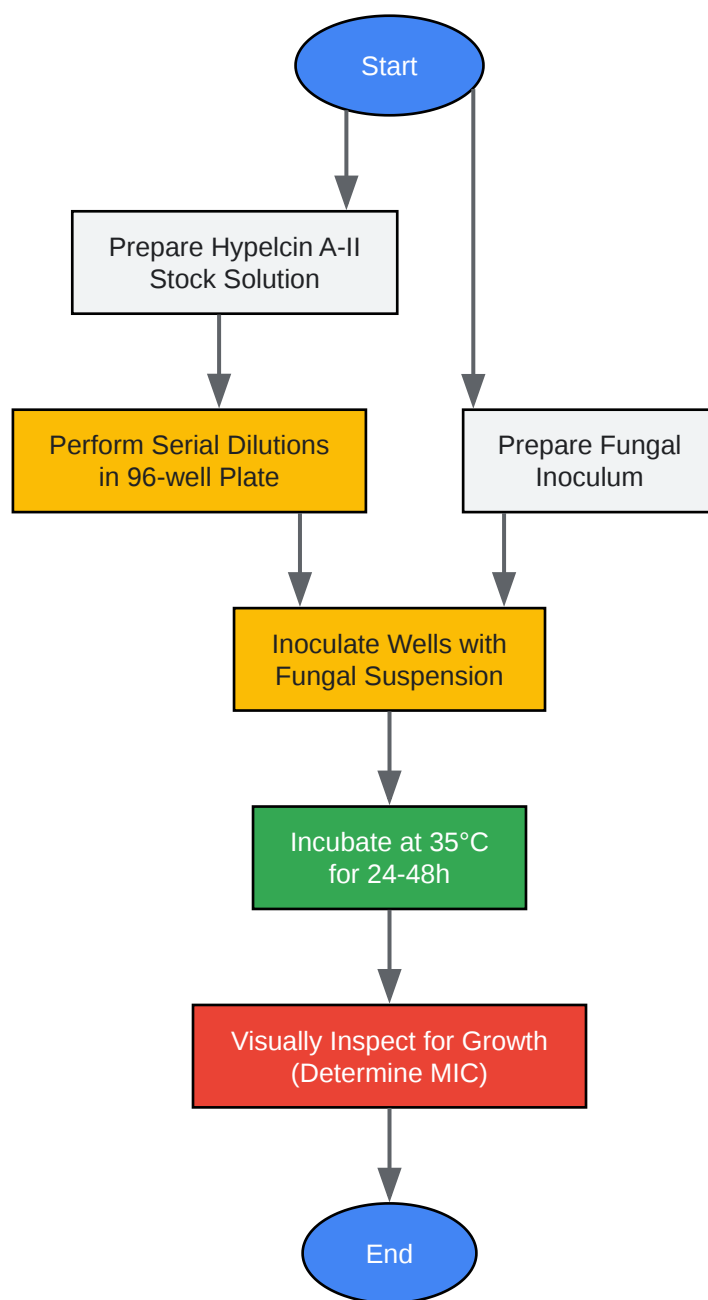 Start
Prepare Hypelcin A-II
Stock Solution
Perform Serial Dilutions
in 96-well Plate
Prepare Fungal
Inoculum
Inoculate Wells with
Fungal Suspension
Incubate at 35°C
for 24-48h
Visually Inspect for Growth
(Determine MIC)
End